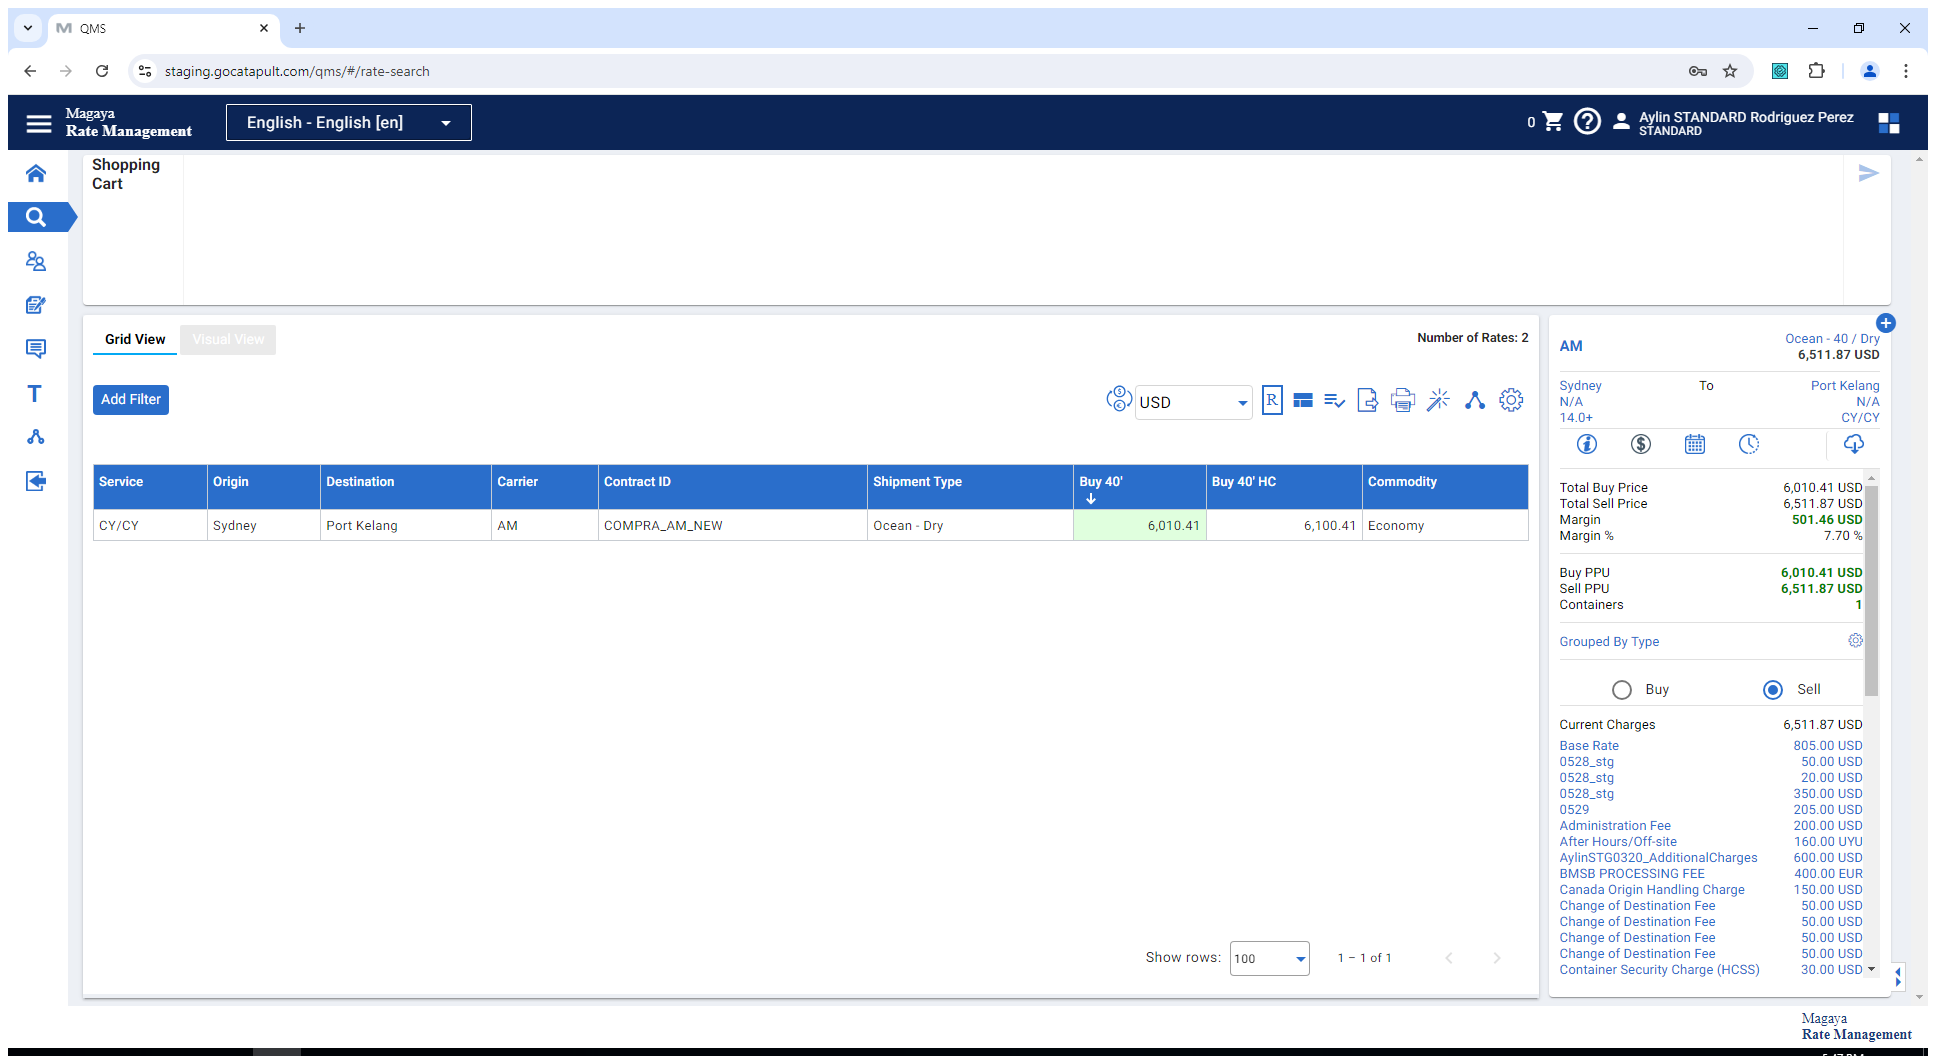 QMS
staging.gocatapult.com/qms/#/rate-search
Magaya
Rate Management
English - English [en]
0
Aylin STANDARD Rodriguez Perez
STANDARD
Shopping
Cart
Grid View
Visual View
Number of Rates: 2
Add Filter
USD
R
Service Origin Destination Carrier Contract ID Shipment Type Buy 40' Buy 40' HC Commodity
CY/CY Sydney Port Kelang AM COMPRA_AM_NEW Ocean - Dry 6,010.41 6,100.41 Economy
Show rows: 100 1 – 1 of 1
AM
Ocean - 40 / Dry
6,511.87 USD
Sydney To Port Kelang
N/A N/A
14.0+ CY/CY
Total Buy Price 6,010.41 USD
Total Sell Price 6,511.87 USD
Margin 501.46 USD
Margin % 7.70 %
Buy PPU 6,010.41 USD
Sell PPU 6,511.87 USD
Containers 1
Grouped By Type
Buy Sell
Current Charges 6,511.87 USD
Base Rate 805.00 USD
0528_stg 50.00 USD
0528_stg 20.00 USD
0528_stg 350.00 USD
0529 205.00 USD
Administration Fee 200.00 USD
After Hours/Off-site 160.00 UYU
AylinSTG0320_AdditionalCharges 600.00 USD
BMSB PROCESSING FEE 400.00 EUR
Canada Origin Handling Charge 150.00 USD
Change of Destination Fee 50.00 USD
Change of Destination Fee 50.00 USD
Change of Destination Fee 50.00 USD
Change of Destination Fee 50.00 USD
Container Security Charge (HCSS) 30.00 USD
Magaya
Rate Management